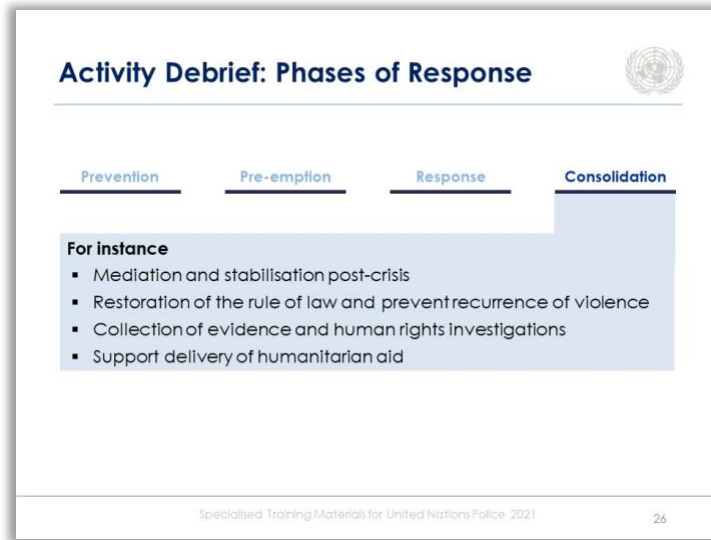 Activity Debrief: Phases of Response
Prevention Pre-emption Response Consolidation
For instance
▪ Mediation and stabilisation post-crisis
▪ Restoration of the rule of law and prevent recurrence of violence
▪ Collection of evidence and human rights investigations
▪ Support delivery of humanitarian aid
Specialised Training Materials for United Nations Police 2021
26